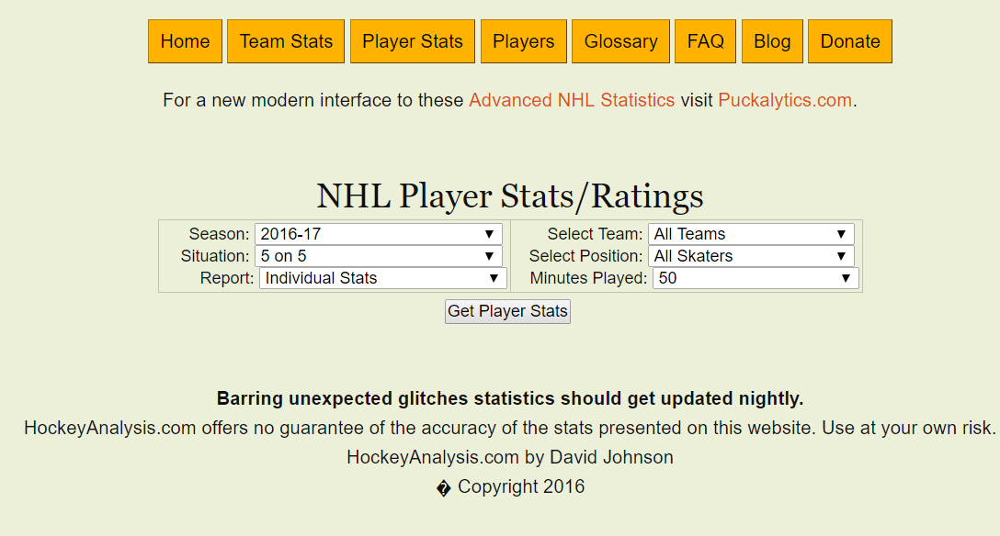 Home Team Stats Player Stats Players Glossary FAQ Blog Donate
For a new modern interface to these Advanced NHL Statistics visit Puckalytics.com.
NHL Player Stats/Ratings
Season: 2016-17 ▼ Select Team: All Teams ▼
Situation: 5 on 5 ▼ Select Position: All Skaters ▼
Report: Individual Stats ▼ Minutes Played: 50 ▼
Get Player Stats
Barring unexpected glitches statistics should get updated nightly.
HockeyAnalysis.com offers no guarantee of the accuracy of the stats presented on this website. Use at your own risk.
HockeyAnalysis.com by David Johnson
� Copyright 2016